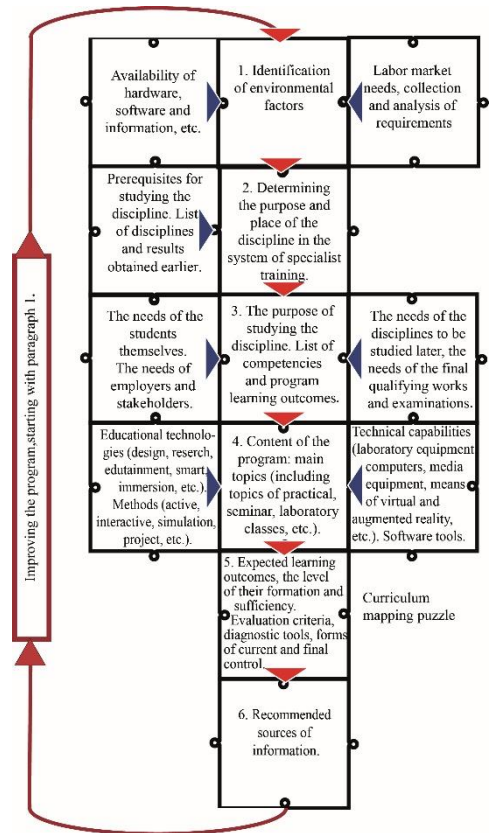 Availability of
hardware,
software and
information, etc.
1. Identification
of environmental
factors
Labor market
needs, collection
and analysis of
requirements
Prerequisites for
studying the
discipline. List
of disciplines
and results
obtained earlier.
2. Determining
the purpose and
place of the
discipline in the
system of specialist
training.
The needs of the
students
themselves.
The needs of
employers and
stakeholders.
3. The purpose of
studying the
discipline. List of
competencies
and program
learning outcomes.
The needs of the
disciplines to be
studied later, the
needs of the final
qualifying works
and examinations.
Educational technolo-
gies (design, reserch,
edutainment, smart,
immersion, etc.).
Methods (active,
interactive, simulation,
project, etc.).
4. Content of the
program: main
topics (including
topics of practical,
seminar, laboratory
classes, etc.).
Technical capabilities
(laboratory equipment
computers, media
equipment, means
of virtual and
augmented reality,
etc.). Software tools.
5. Expected learning
outcomes, the level
of their formation and
sufficiency.
Evaluation criteria,
diagnostic tools, forms
of current and final
control.
Curriculum
mapping puzzle
6. Recommended
sources of
information.
Improving the program,starting with paragraph 1.